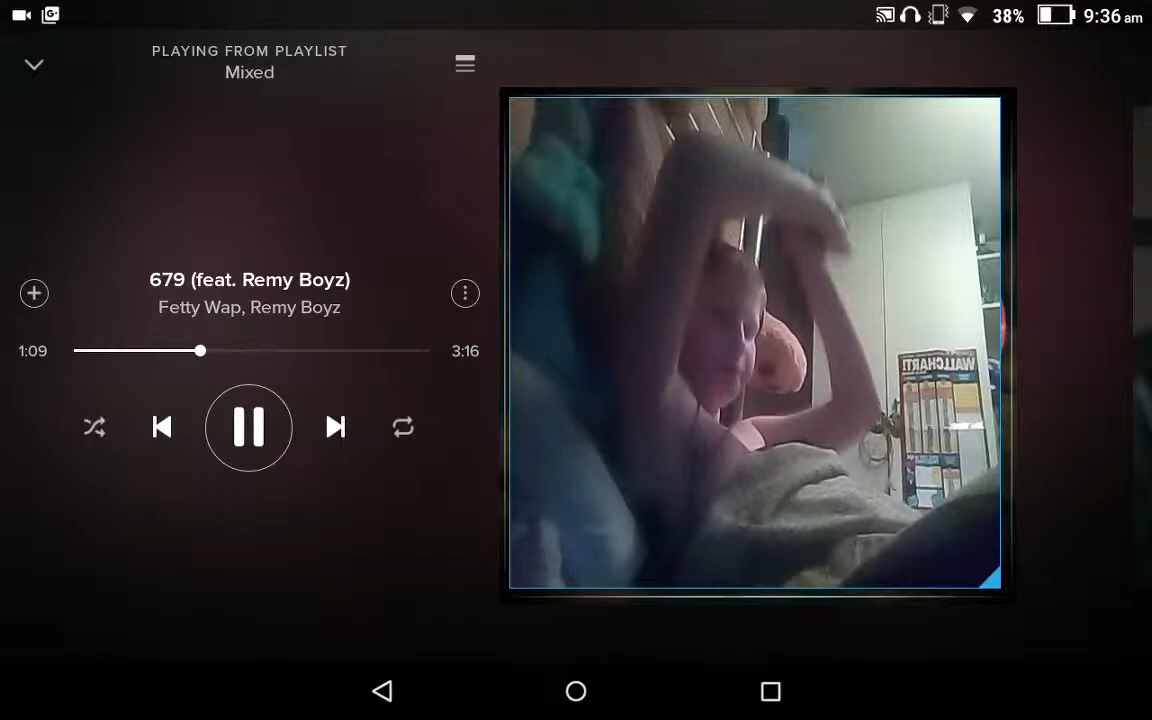 38%
9:36 am
PLAYING FROM PLAYLIST
Mixed
679 (feat. Remy Boyz)
Fetty Wap, Remy Boyz
1:09
3:16
WALLCHART!